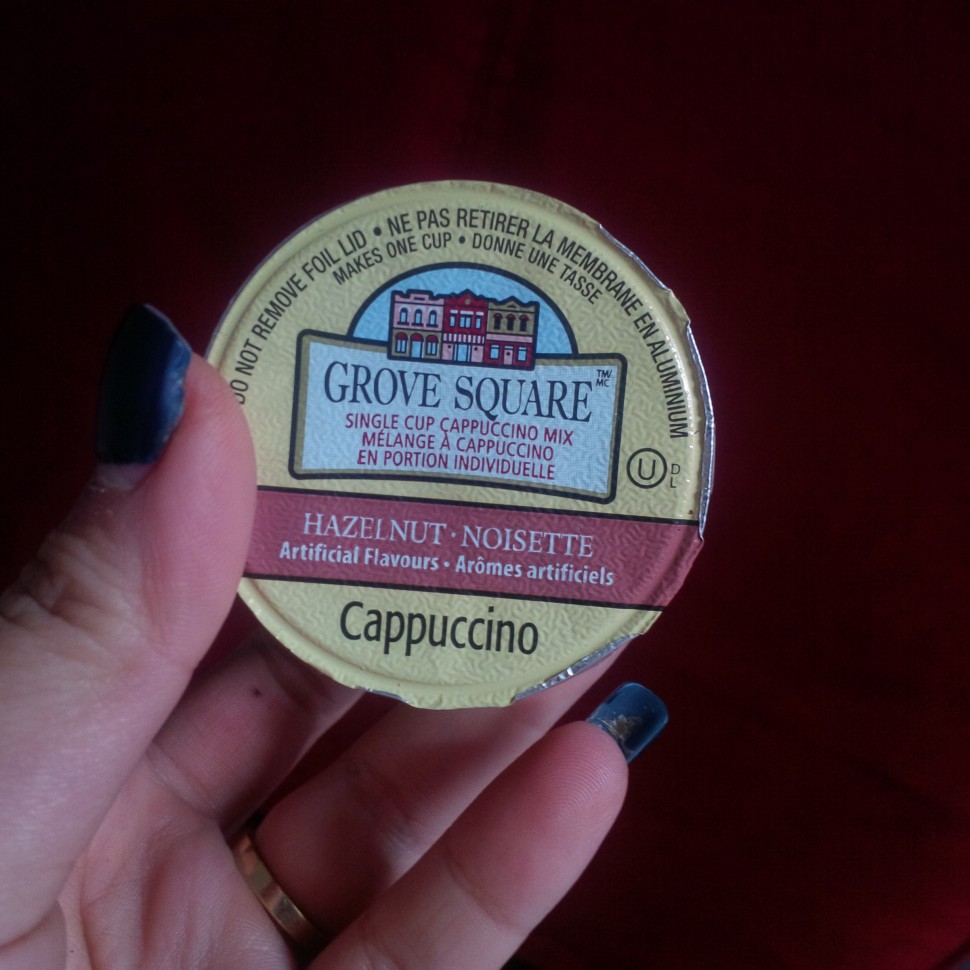 DO NOT REMOVE FOIL LID • NE PAS RETIRER LA MEMBRANE EN ALUMINIUM
MAKES ONE CUP • DONNE UNE TASSE
GROVE SQUARE TM/MC
SINGLE CUP CAPPUCCINO MIX
MÉLANGE À CAPPUCCINO
EN PORTION INDIVIDUELLE
U D L
HAZELNUT · NOISETTE
Artificial Flavours • Arômes artificiels
Cappuccino